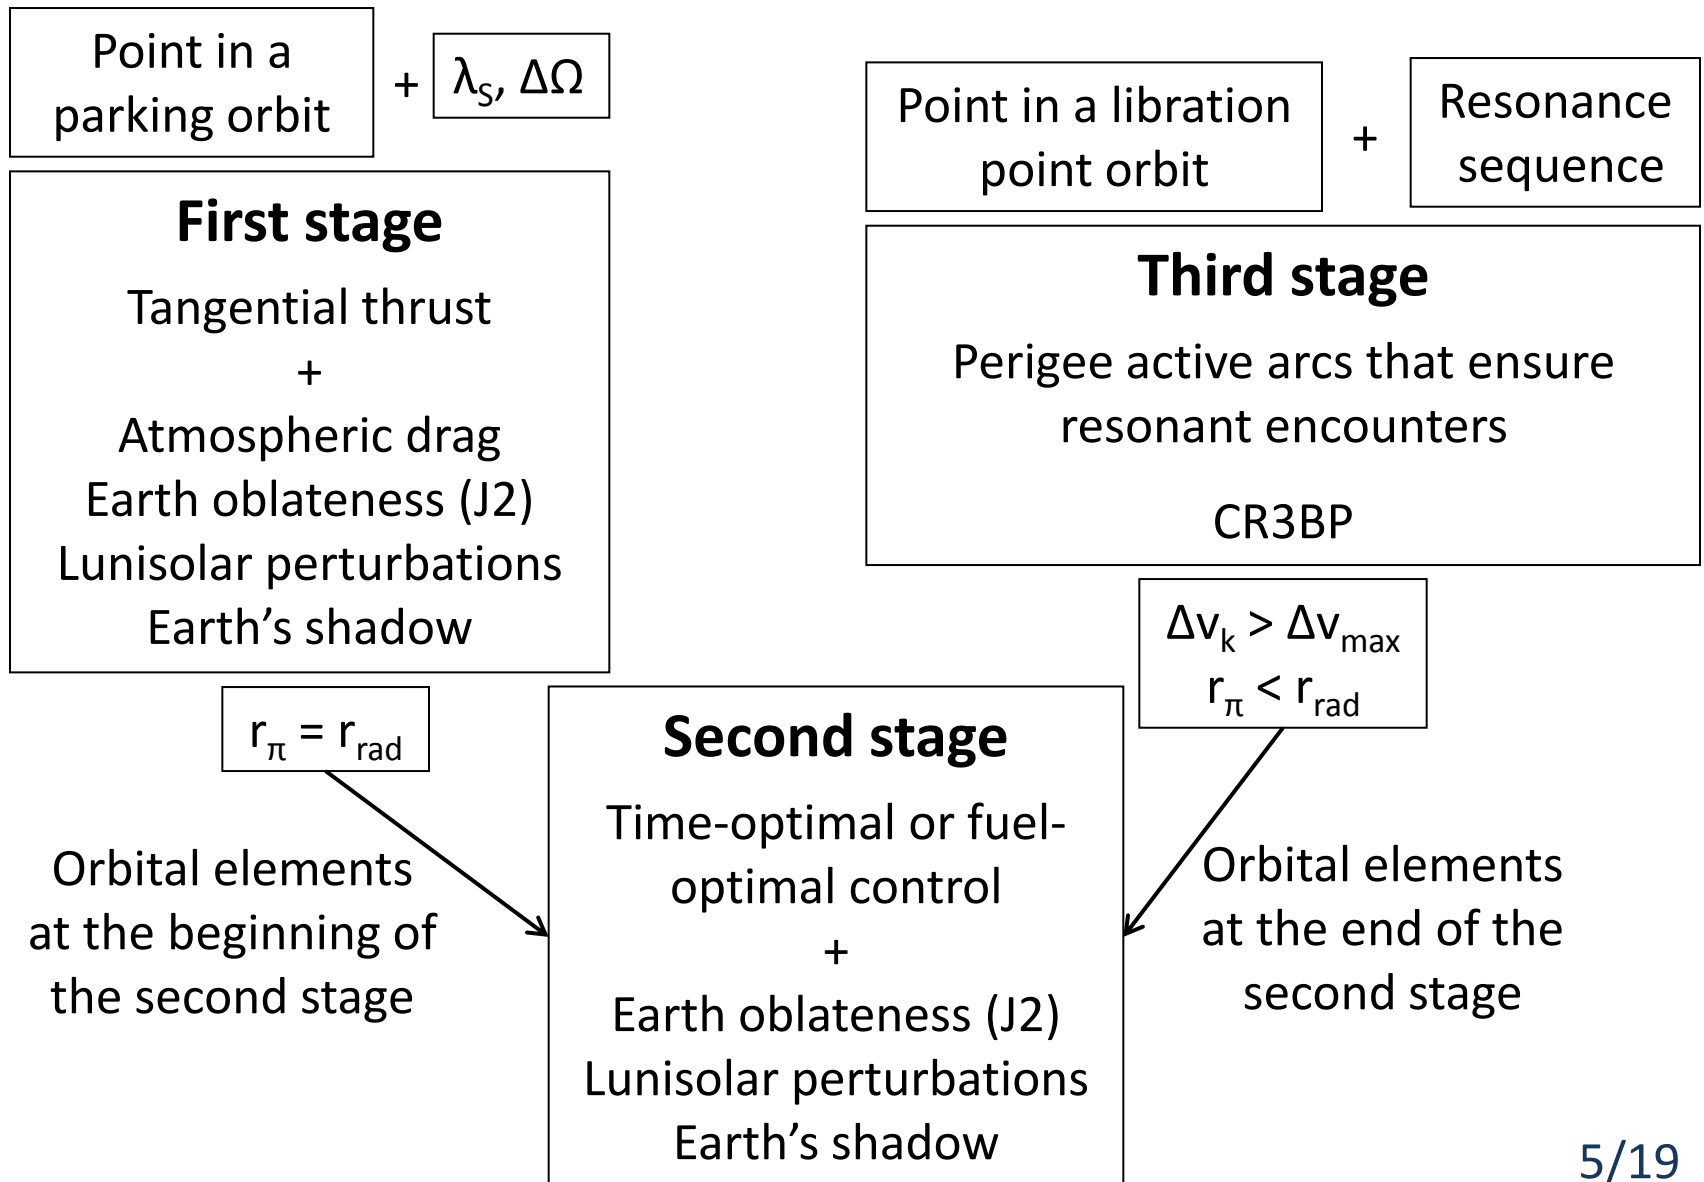 Point in a
parking orbit
+
λS, ΔΩ
First stage
Tangential thrust
+
Atmospheric drag
Earth oblateness (J2)
Lunisolar perturbations
Earth’s shadow
rπ = rrad
Orbital elements
at the beginning of
the second stage
Point in a libration
point orbit
+
Resonance
sequence
Third stage
Perigee active arcs that ensure
resonant encounters
CR3BP
Δvk > Δvmax
rπ < rrad
Orbital elements
at the end of the
second stage
Second stage
Time-optimal or fuel-
optimal control
+
Earth oblateness (J2)
Lunisolar perturbations
Earth’s shadow
5/19